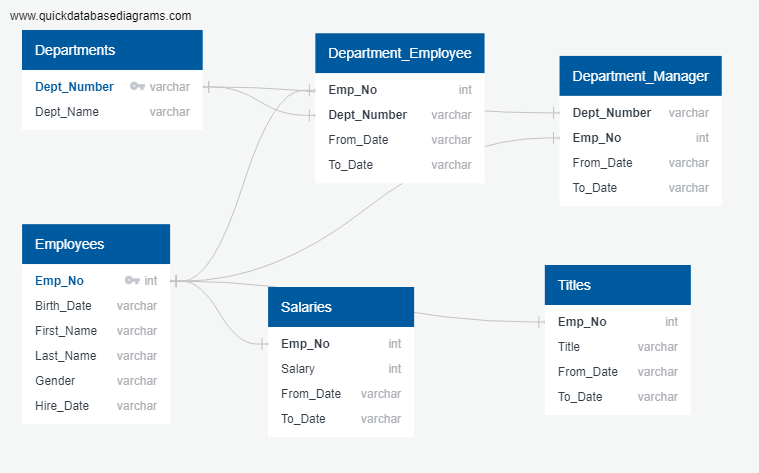 www.quickdatabasediagrams.com
Departments
Dept_Number varchar
Dept_Name varchar
Department_Employee
Emp_No int
Dept_Number varchar
From_Date varchar
To_Date varchar
Department_Manager
Dept_Number varchar
Emp_No int
From_Date varchar
To_Date varchar
Employees
Emp_No int
Birth_Date varchar
First_Name varchar
Last_Name varchar
Gender varchar
Hire_Date varchar
Salaries
Emp_No int
Salary int
From_Date varchar
To_Date varchar
Titles
Emp_No int
Title varchar
From_Date varchar
To_Date varchar